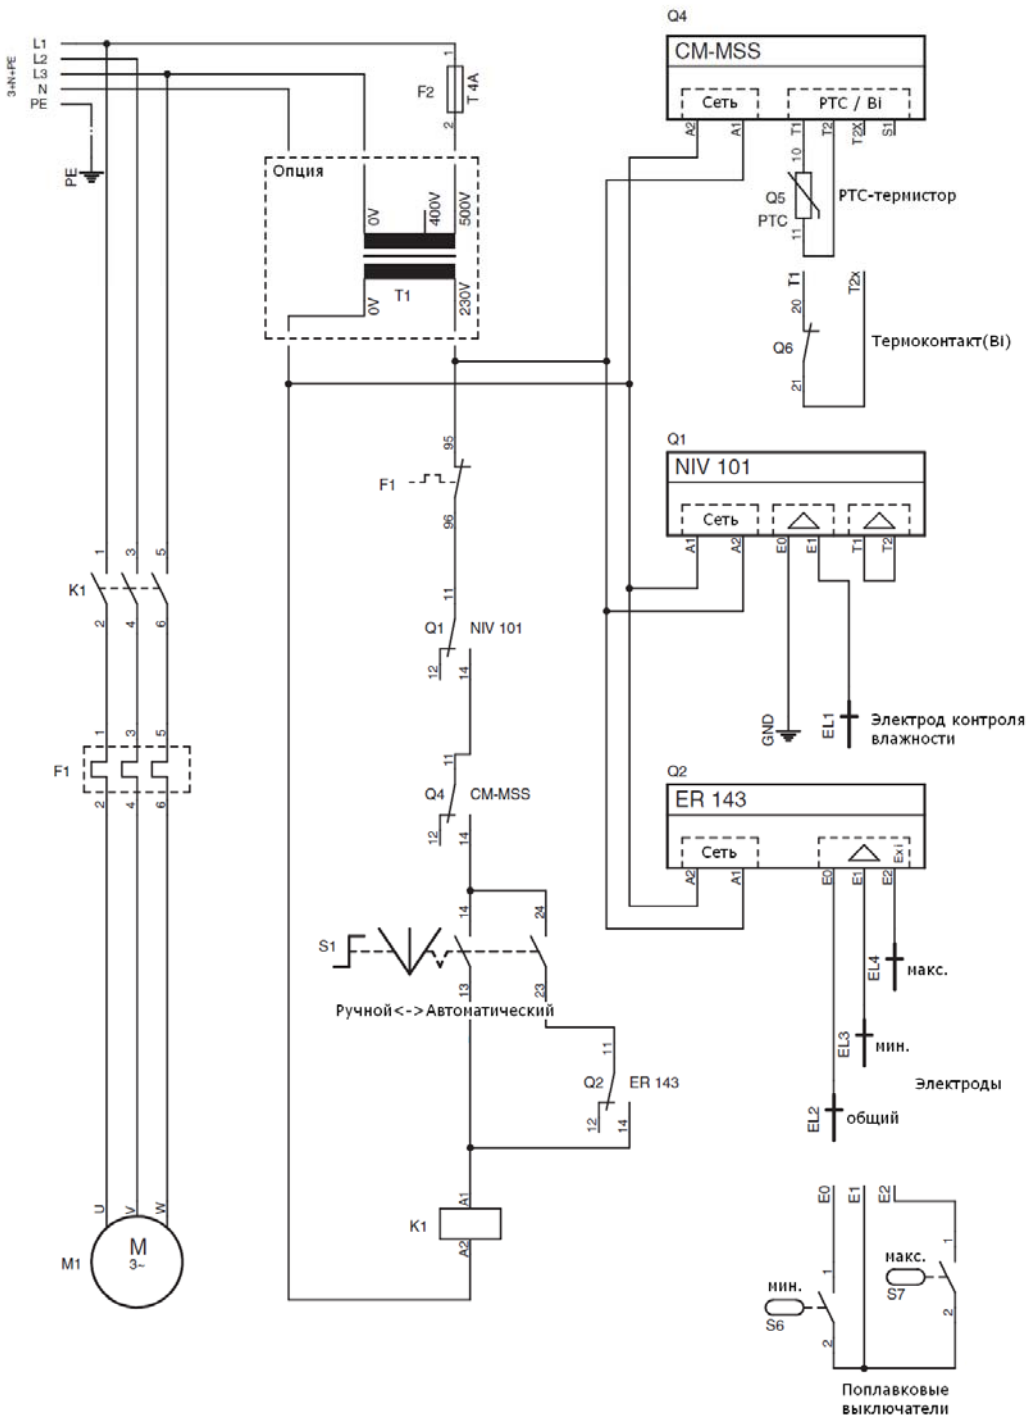 3+N+PE
L1
L2
L3
N
PE
PE
1
F2
T 4A
2
Опция
0V
400V
500V
T1
0V
230V
Q4
CM-MSS
Сеть
PTC / Bi
A2
A1
T1
T2
T2X
S1
10
Q5
PTC
11
РТС-термистор
T1
T2x
20
Q6
21
Термоконтакт(Bi)
95
F1
96
Q1
NIV 101
Сеть
A1
A2
E0
E1
T1
T2
GND
EL1
Электрод контроля
влажности
1
3
5
K1
2
4
6
11
Q1
NIV 101
12
14
1
3
5
F1
2
4
6
11
Q4
CM-MSS
12
14
Q2
ER 143
Сеть
Exi
A2
A1
E0
E1
E2
14
24
S1
13
23
Ручной<->Автоматический
EL4
макс.
EL3
мин.
Электроды
EL2
общий
11
Q2
ER 143
12
14
A1
K1
A2
U
V
W
M1
M
3~
E0
E1
E2
1
макс.
S7
2
1
мин.
S6
2
Поплавковые
выключатели